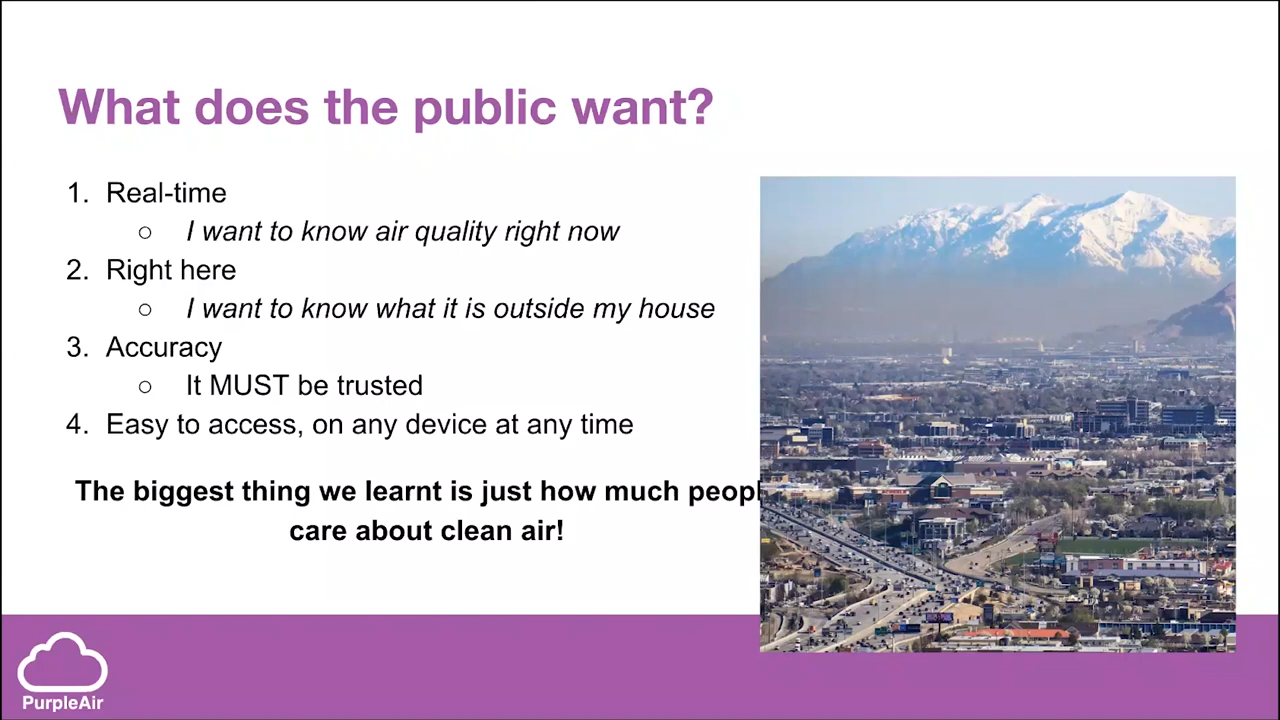 What does the public want?
1. Real-time
○ I want to know air quality right now
2. Right here
○ I want to know what it is outside my house
3. Accuracy
○ It MUST be trusted
4. Easy to access, on any device at any time
The biggest thing we learnt is just how much peopl
care about clean air!
PurpleAir